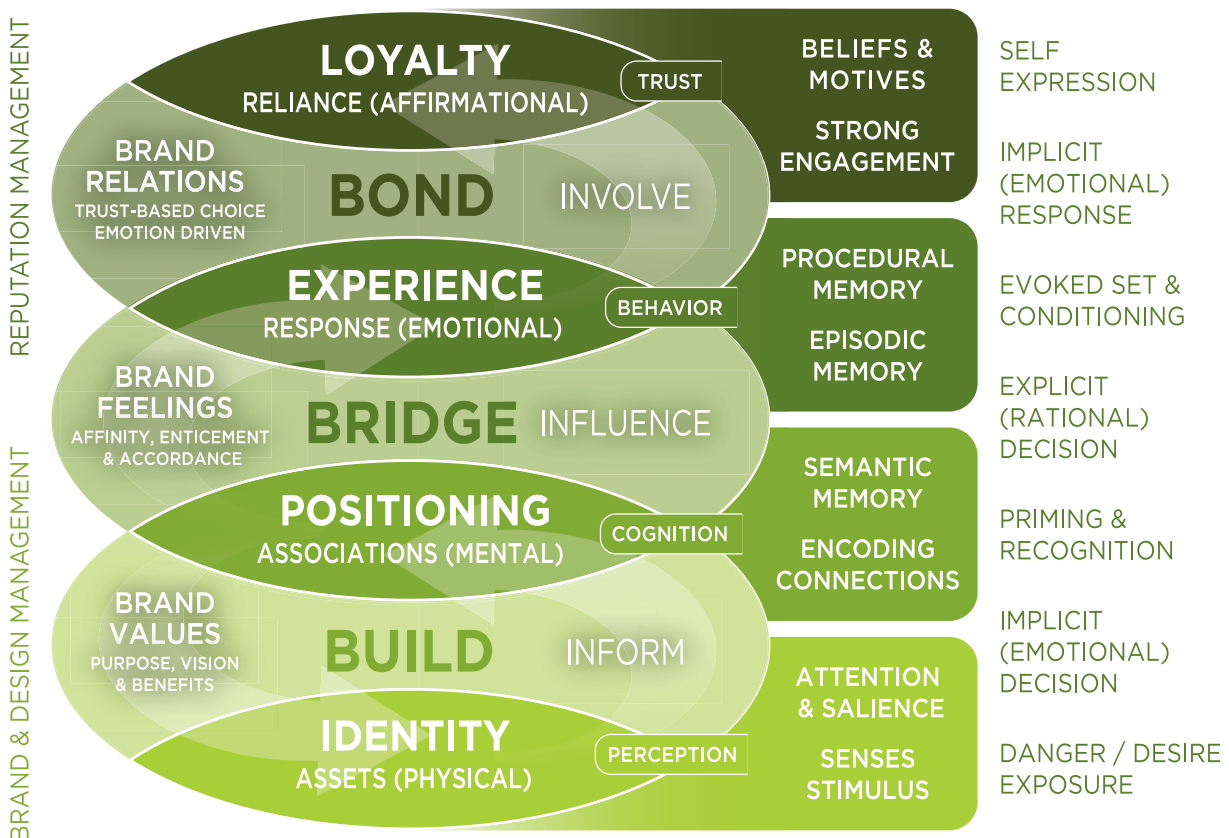 REPUTATION MANAGEMENT
BRAND & DESIGN MANAGEMENT
LOYALTY
RELIANCE (AFFIRMATIONAL)
TRUST
BRAND
RELATIONS
TRUST-BASED CHOICE
EMOTION DRIVEN
BOND
INVOLVE
EXPERIENCE
RESPONSE (EMOTIONAL)
BEHAVIOR
BRAND
FEELINGS
AFFINITY, ENTICEMENT
& ACCORDANCE
BRIDGE
INFLUENCE
POSITIONING
ASSOCIATIONS (MENTAL)
COGNITION
BRAND
VALUES
PURPOSE, VISION
& BENEFITS
BUILD
INFORM
IDENTITY
ASSETS (PHYSICAL)
PERCEPTION
BELIEFS &
MOTIVES
STRONG
ENGAGEMENT
PROCEDURAL
MEMORY
EPISODIC
MEMORY
SEMANTIC
MEMORY
ENCODING
CONNECTIONS
ATTENTION
& SALIENCE
SENSES
STIMULUS
SELF
EXPRESSION
IMPLICIT
(EMOTIONAL)
RESPONSE
EVOKED SET &
CONDITIONING
EXPLICIT
(RATIONAL)
DECISION
PRIMING &
RECOGNITION
IMPLICIT
(EMOTIONAL)
DECISION
DANGER / DESIRE
EXPOSURE